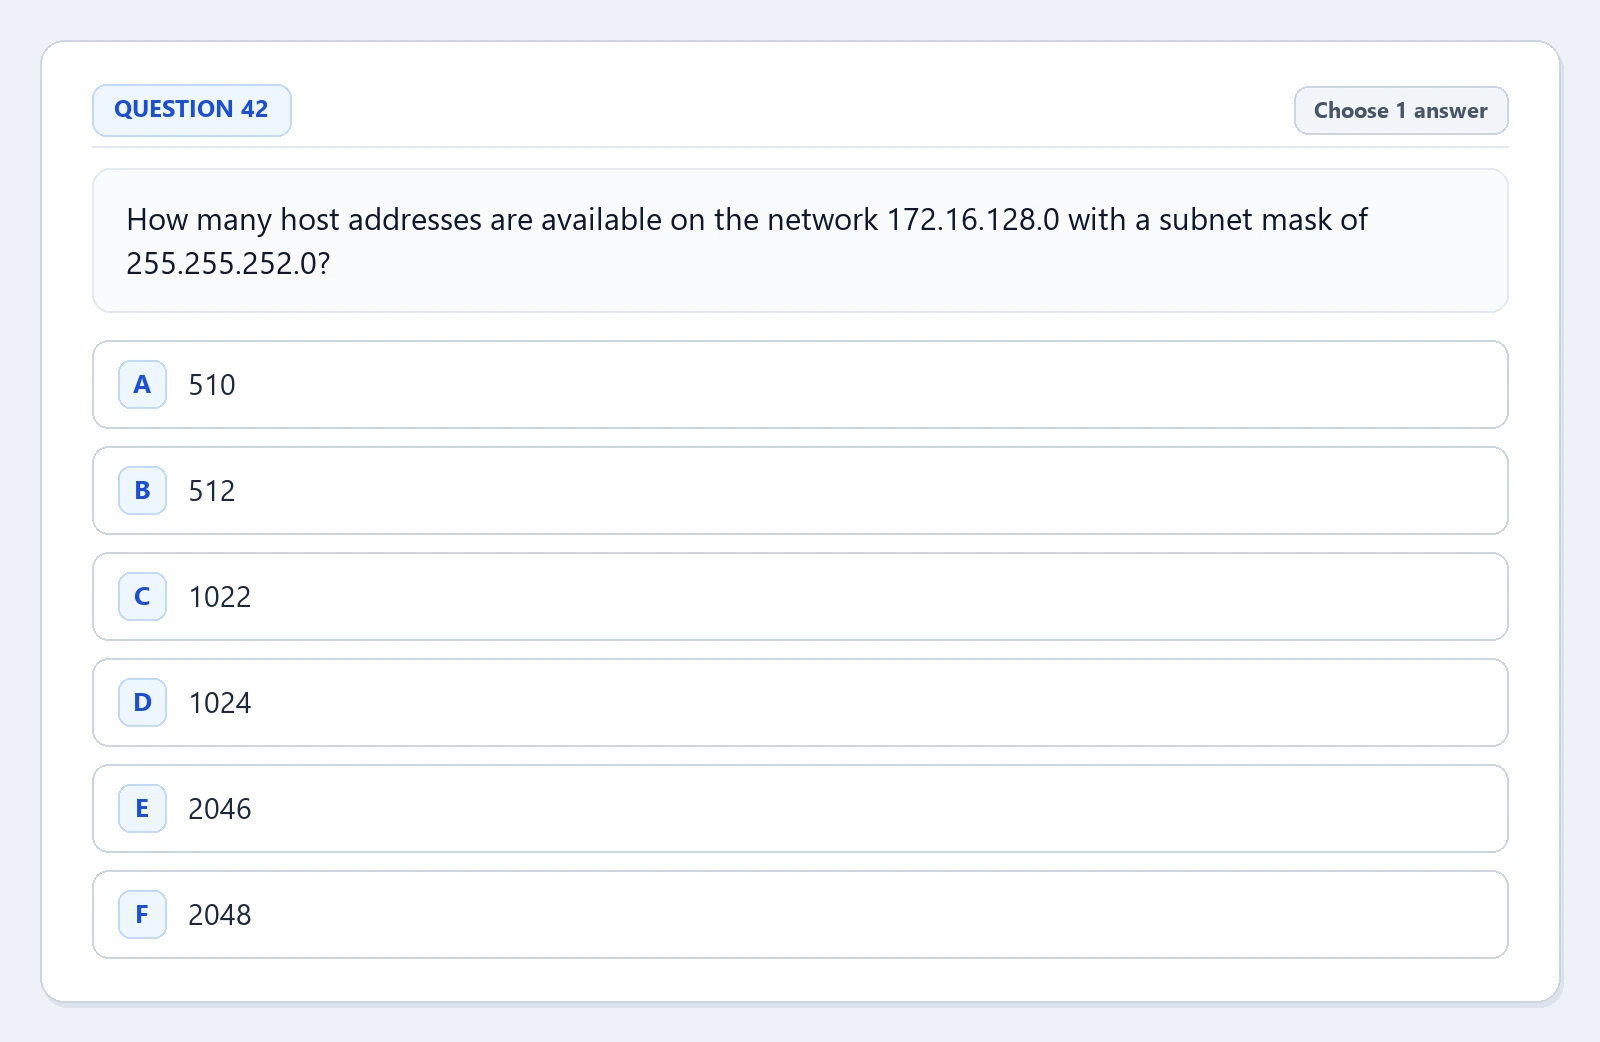 QUESTION 42
Choose 1 answer
How many host addresses are available on the network 172.16.128.0 with a subnet mask of
255.255.252.0?
A 510
B 512
C 1022
D 1024
E 2046
F 2048